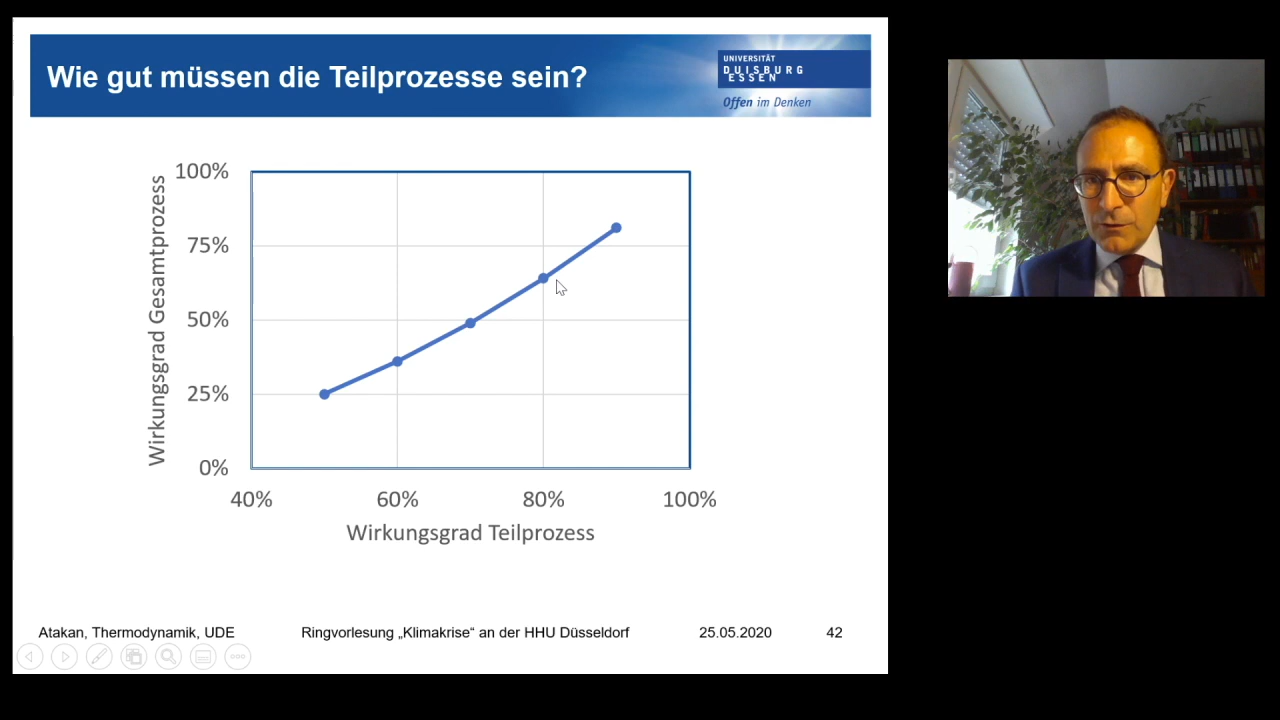 Wie gut müssen die Teilprozesse sein?
UNIVERSITÄT
DUISBURG
ESSEN
Offen im Denken
Wirkungsgrad Gesamtprozess
100%
75%
50%
25%
0%
40% 60% 80% 100%
Wirkungsgrad Teilprozess
Atakan, Thermodynamik, UDE Ringvorlesung „Klimakrise“ an der HHU Düsseldorf 25.05.2020 42